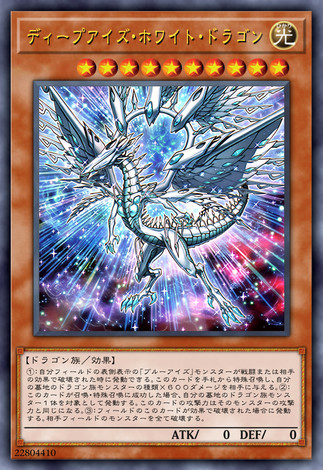 ディープアイズ・ホワイト・ドラゴン
光
【ドラゴン族/効果】
①:自分フィールドの表側表示の「ブルーアイズ」モンスターが戦闘または相手
の効果で破壊された時に発動できる。このカードを手札から特殊召喚し、自分
の墓地のドラゴン族モンスターの種類×600ダメージを相手に与える。②:
このカードが召喚・特殊召喚に成功した場合、自分の墓地のドラゴン族モンス
ター1体を対象として発動する。このカードの攻撃力はそのモンスターの攻撃
力と同じになる。③:フィールドのこのカードが効果で破壊された場合に発動す
る。相手フィールドのモンスターを全て破壊する。
ATK/ 0 DEF/ 0
22804410